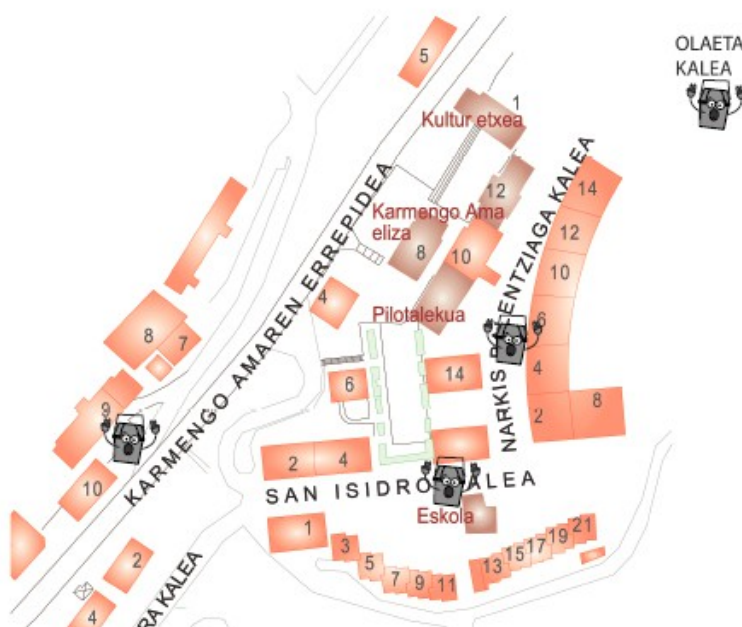 OLAETA
KALEA
5
1
Kultur etxea
14
12
Karmengo Ama
eliza
8
12
10
10
Pilotalekua
4
8
7
6
4
14
6
2
8
9
KARMENGO AMAREN ERREPIDEA
NARKIS
ENTZIAGA KALEA
10
2
4
SAN ISIDRO KALEA
Eskola
1
3
5
7
9
11
13
15
17
19
21
2
4
RA KALEA